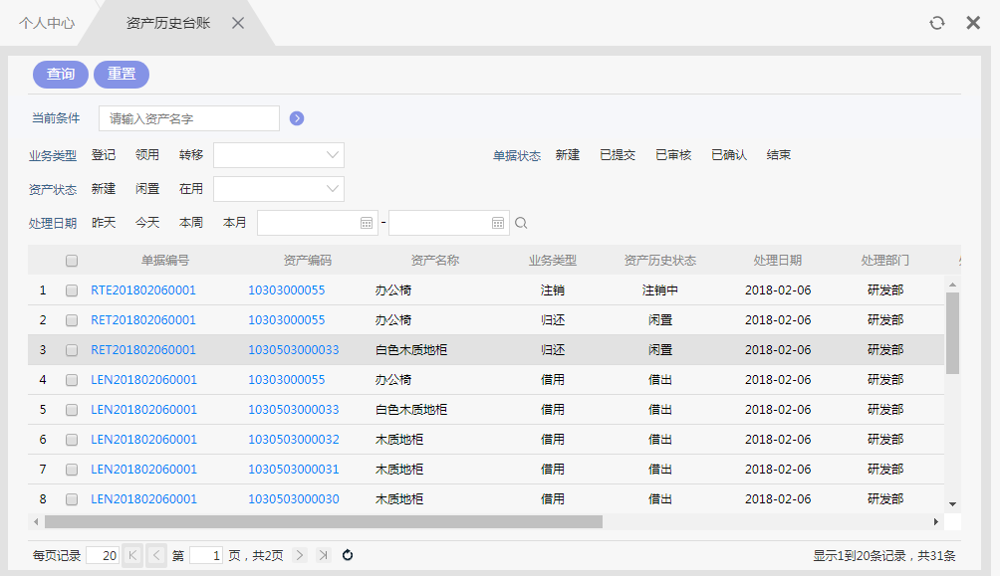 个人中心 资产历史台账
查询 重置
当前条件 请输入资产名字
业务类型 登记 领用 转移 单据状态 新建 已提交 已审核 已确认 结束
资产状态 新建 闲置 在用
处理日期 昨天 今天 本周 本月 -
单据编号 资产编码 资产名称 业务类型 资产历史状态 处理日期 处理部门
1 RTE201802060001 10303000055 办公椅 注销 注销中 2018-02-06 研发部
2 RET201802060001 10303000055 办公椅 归还 闲置 2018-02-06 研发部
3 RET201802060001 1030503000033 白色木质地柜 归还 闲置 2018-02-06 研发部
4 LEN201802060001 10303000055 办公椅 借用 借出 2018-02-06 研发部
5 LEN201802060001 1030503000033 白色木质地柜 借用 借出 2018-02-06 研发部
6 LEN201802060001 1030503000032 木质地柜 借用 借出 2018-02-06 研发部
7 LEN201802060001 1030503000031 木质地柜 借用 借出 2018-02-06 研发部
8 LEN201802060001 1030503000030 木质地柜 借用 借出 2018-02-06 研发部
每页记录 20 第 1 页，共2页 显示1到20条记录，共31条